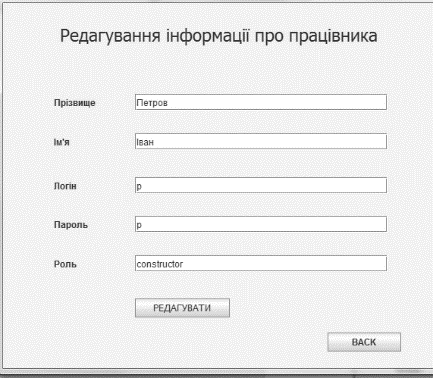 Редагування інформації про працівника
Прізвище Петров
Ім'я Іван
Логін p
Пароль p
Роль constructor
РЕДАГУВАТИ
BACK